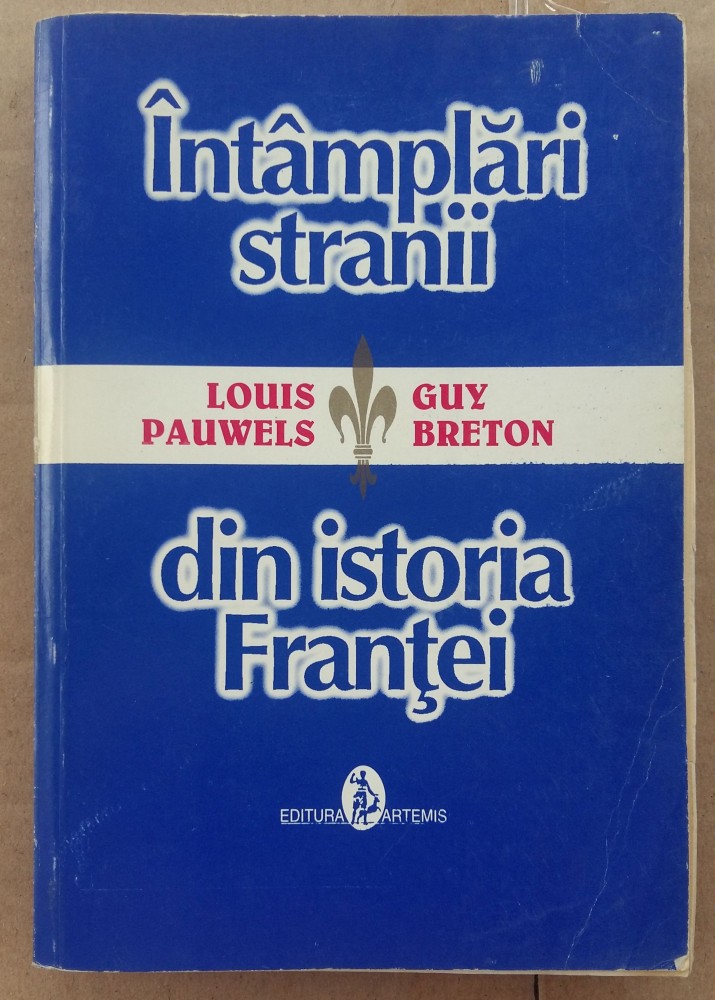 Întâmplări
stranii
LOUIS
PAUWELS
GUY
BRETON
din istoria
Franţei
EDITURA ARTEMIS